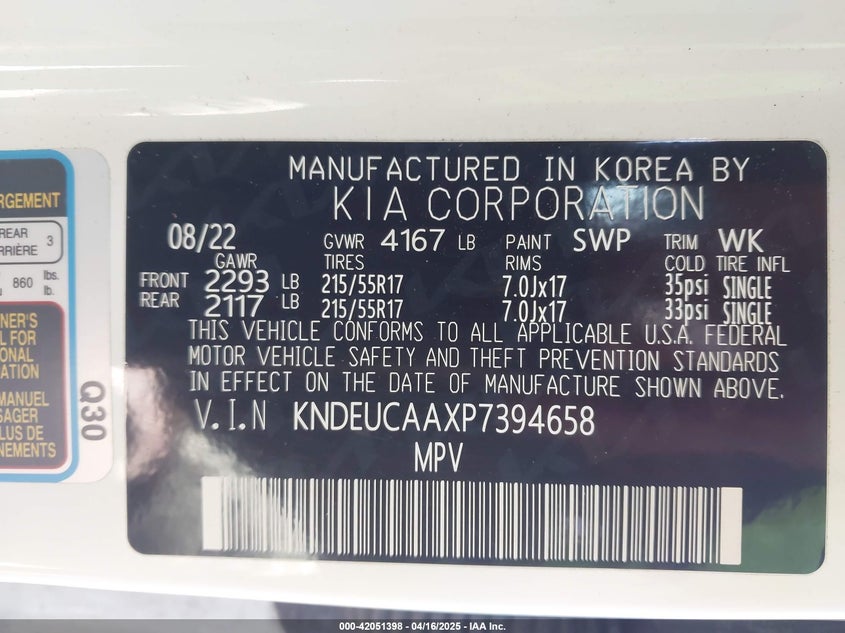 MANUFACTURED IN KOREA BY
KIA CORPORATION
08/22 GVWR 4167 LB PAINT SWP TRIM WK
GAWR TIRES RIMS COLD TIRE INFL
FRONT 2293 LB 215/55R17 7.0Jx17 35psi SINGLE
REAR 2117 LB 215/55R17 7.0Jx17 33psi SINGLE
THIS VEHICLE CONFORMS TO ALL APPLICABLE U.S.A. FEDERAL
MOTOR VEHICLE SAFETY AND THEFT PREVENTION STANDARDS
IN EFFECT ON THE DATE OF MANUFACTURE SHOWN ABOVE.
V.I.N KNDEUCAAXP7394658
MPV
RGEMENT
REAR 3
RRIÈRE
860 lbs.
lb.
NER'S
L FOR
ONAL
ATION
MANUEL
SAGER
LUS DE
NEMENTS
Q30
000-42051398 - 04/16/2025 - IAA Inc.